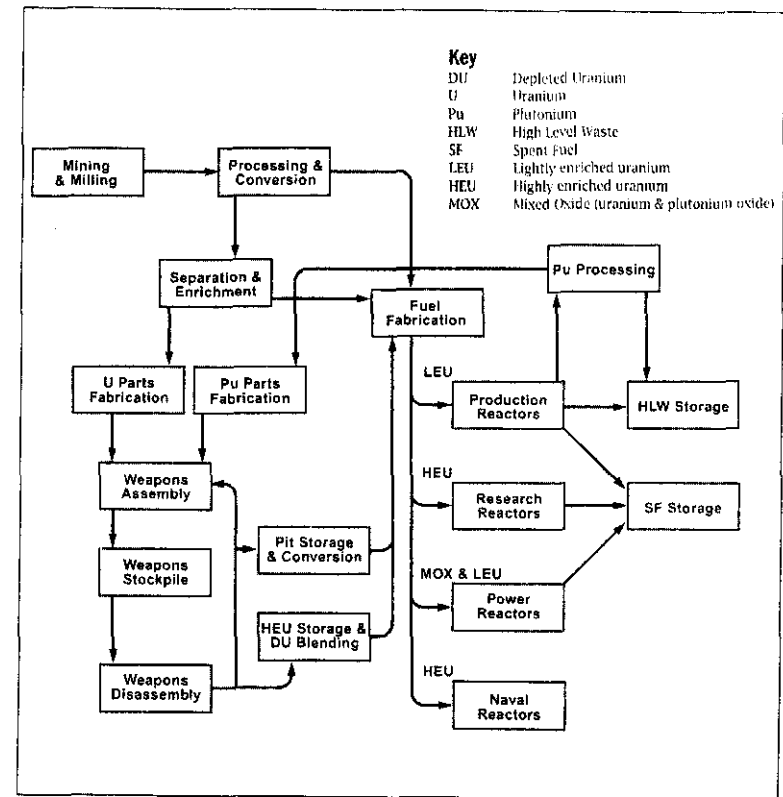 Key
DU Depleted Uranium
U Uranium
Pu Plutonium
HLW High Level Waste
SF Spent Fuel
LEU Lightly enriched uranium
HEU Highly enriched uranium
MOX Mixed Oxide (uranium & plutonium oxide)
Mining
& Milling
Processing &
Conversion
Separation &
Enrichment
Fuel
Fabrication
Pu Processing
U Parts
Fabrication
Pu Parts
Fabrication
LEU
Production
Reactors
HLW Storage
Weapons
Assembly
HEU
Research
Reactors
SF Storage
Pit Storage
& Conversion
Weapons
Stockpile
MOX & LEU
Power
Reactors
HEU Storage &
DU Blending
Weapons
Disassembly
HEU
Naval
Reactors